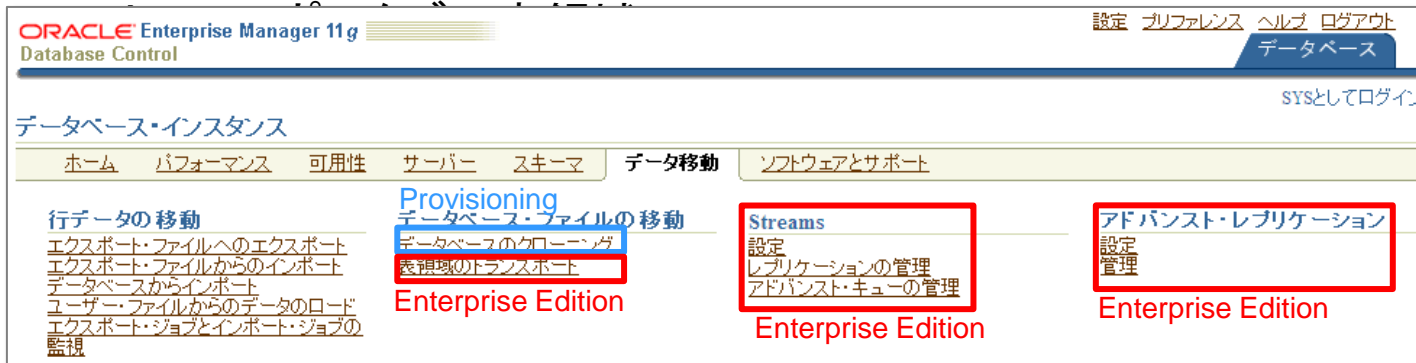 ORACLE Enterprise Manager 11g
Database Control
設定 プリファレンス ヘルプ ログアウト
データベース
SYSとしてログイン
データベース・インスタンス
ホーム パフォーマンス 可用性 サーバー スキーマ データ移動 ソフトウェアとサポート
行データの移動
エクスポート・ファイルへのエクスポート
エクスポート・ファイルからのインポート
データベースからインポート
ユーザー・ファイルからのデータのロード
エクスポート・ジョブとインポート・ジョブの
監視
Provisioning
データベース・ファイルの移動
データベースのクローニング
表領域のトランスポート
Enterprise Edition
Streams
設定
レプリケーションの管理
アドバンスト・キューの管理
Enterprise Edition
アドバンスト・レプリケーション
設定
管理
Enterprise Edition